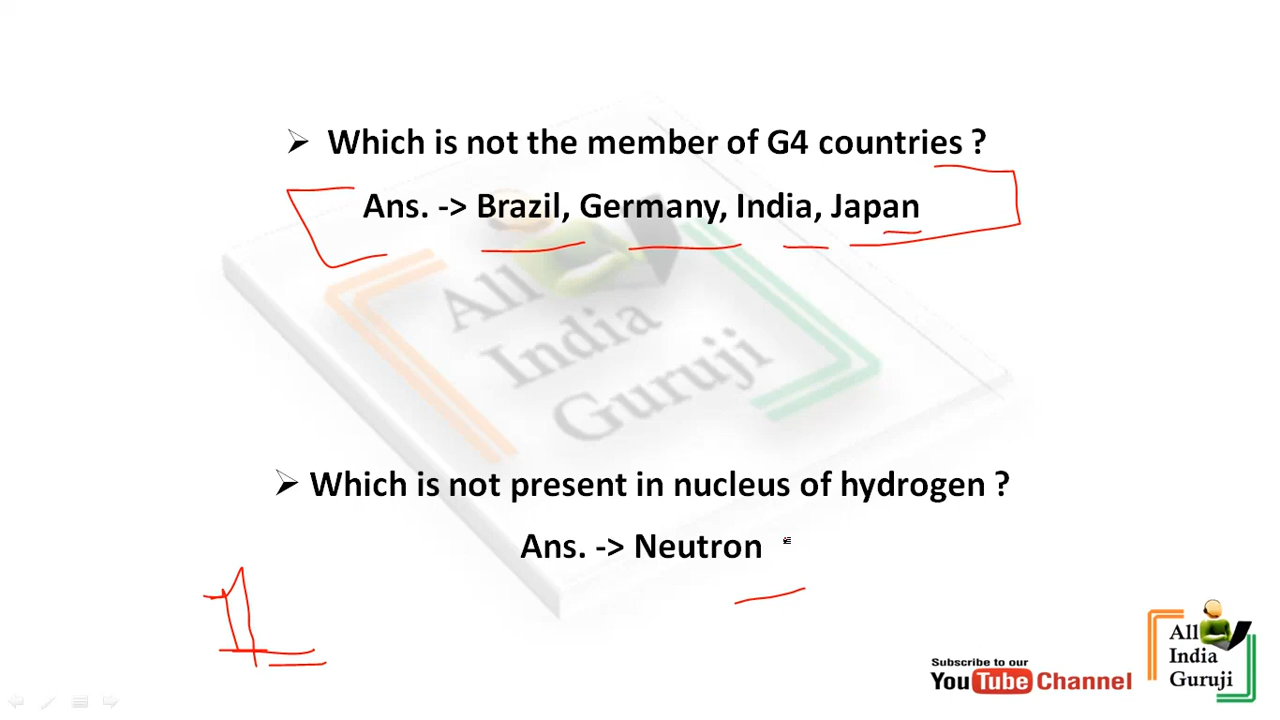 Which is not the member of G4 countries ?
Ans. -> Brazil, Germany, India, Japan
All
India
Guruji
Which is not present in nucleus of hydrogen ?
Ans. -> Neutron
1
Subscribe to our
YouTube Channel
All
India
Guruji